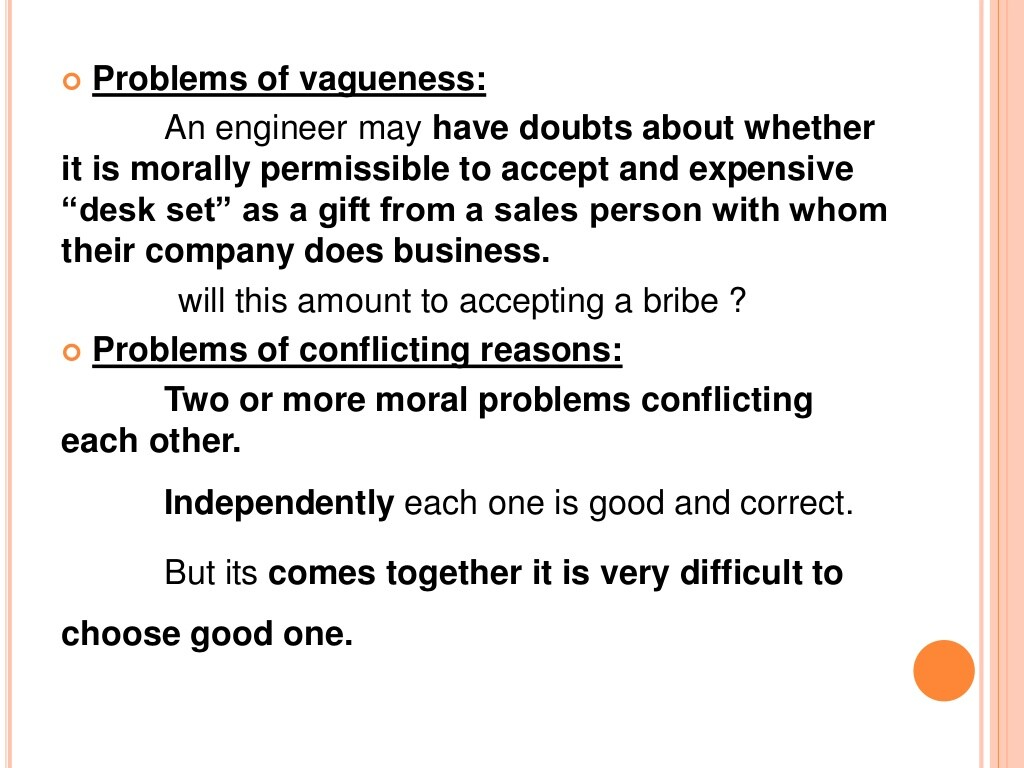 Problems of vagueness:
An engineer may have doubts about whether
it is morally permissible to accept and expensive
“desk set” as a gift from a sales person with whom
their company does business.
will this amount to accepting a bribe ?
Problems of conflicting reasons:
Two or more moral problems conflicting
each other.
Independently each one is good and correct.
But its comes together it is very difficult to
choose good one.